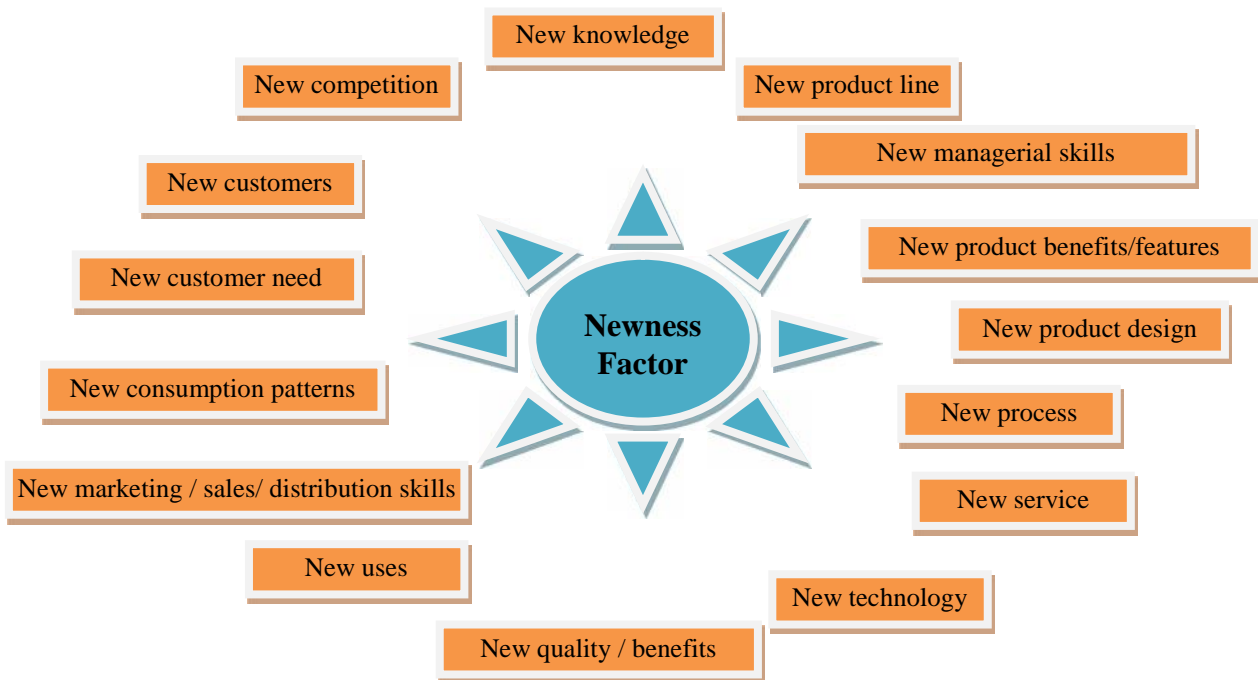 New knowledge
New competition
New product line
New managerial skills
New customers
New product benefits/features
New customer need
New product design
Newness
Factor
New consumption patterns
New process
New marketing / sales/ distribution skills
New service
New uses
New technology
New quality / benefits